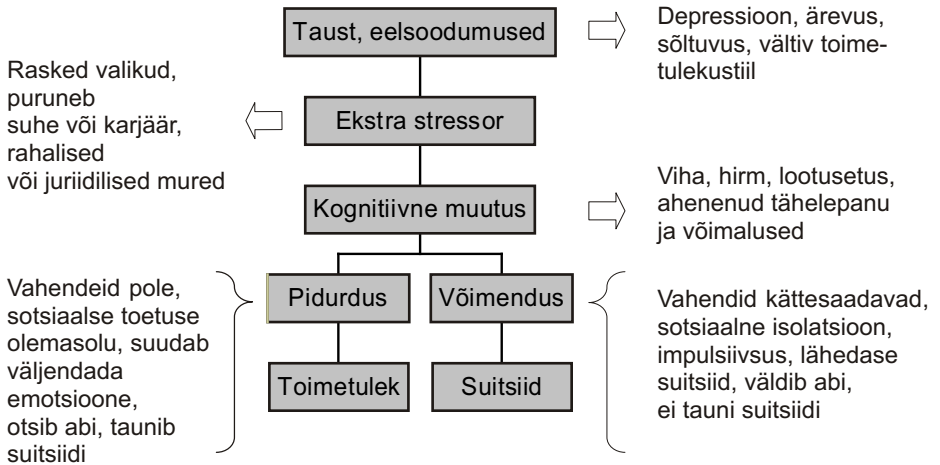 Taust, eelsoodumused
Depressioon, ärevus,
sõltuvus, vältiv toime-
tulekustiil
Rasked valikud,
puruneb
suhe või karjäär,
rahalised
või juriidilised mured
Ekstra stressor
Kognitiivne muutus
Viha, hirm, lootusetus,
ahenenud tähelepanu
ja võimalused
Vahendeid pole,
sotsiaalse toetuse
olemasolu, suudab
väljendada
emotsioone,
otsib abi, taunib
suitsiidi
Pidurdus
Võimendus
Toimetulek
Suitsiid
Vahendid kättesaadavad,
sotsiaalne isolatsioon,
impulsiivsus, lähedase
suitsiid, väldib abi,
ei tauni suitsiidi